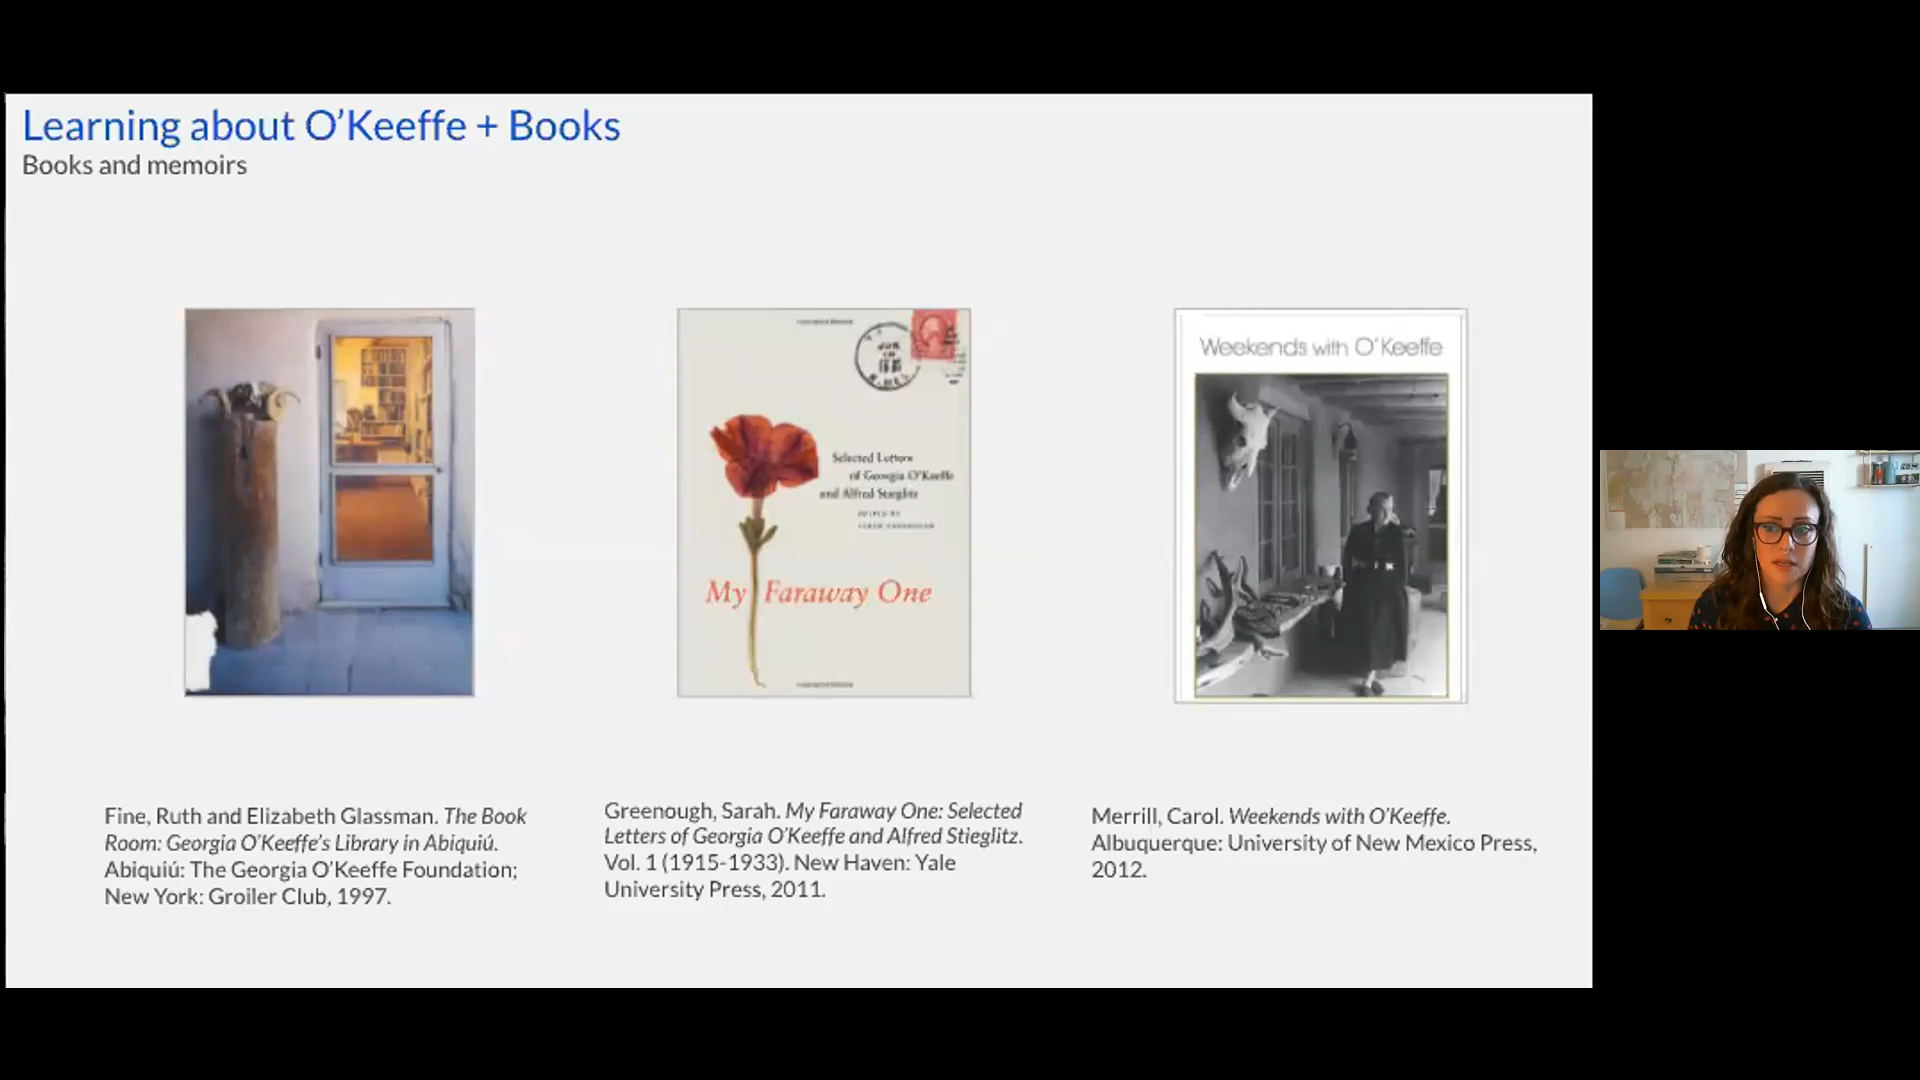 Learning about O'Keeffe + Books
Books and memoirs
Selected Letters
of Georgia O'Keeffe
and Alfred Stieglitz
EDITED BY
SARAH GREENOUGH
My Faraway One
Weekends with O'Keeffe
Fine, Ruth and Elizabeth Glassman. The Book
Room: Georgia O'Keeffe's Library in Abiquiú.
Abiquiú: The Georgia O'Keeffe Foundation;
New York: Groiler Club, 1997.
Greenough, Sarah. My Faraway One: Selected
Letters of Georgia O'Keeffe and Alfred Stieglitz.
Vol. 1 (1915-1933). New Haven: Yale
University Press, 2011.
Merrill, Carol. Weekends with O'Keeffe.
Albuquerque: University of New Mexico Press,
2012.